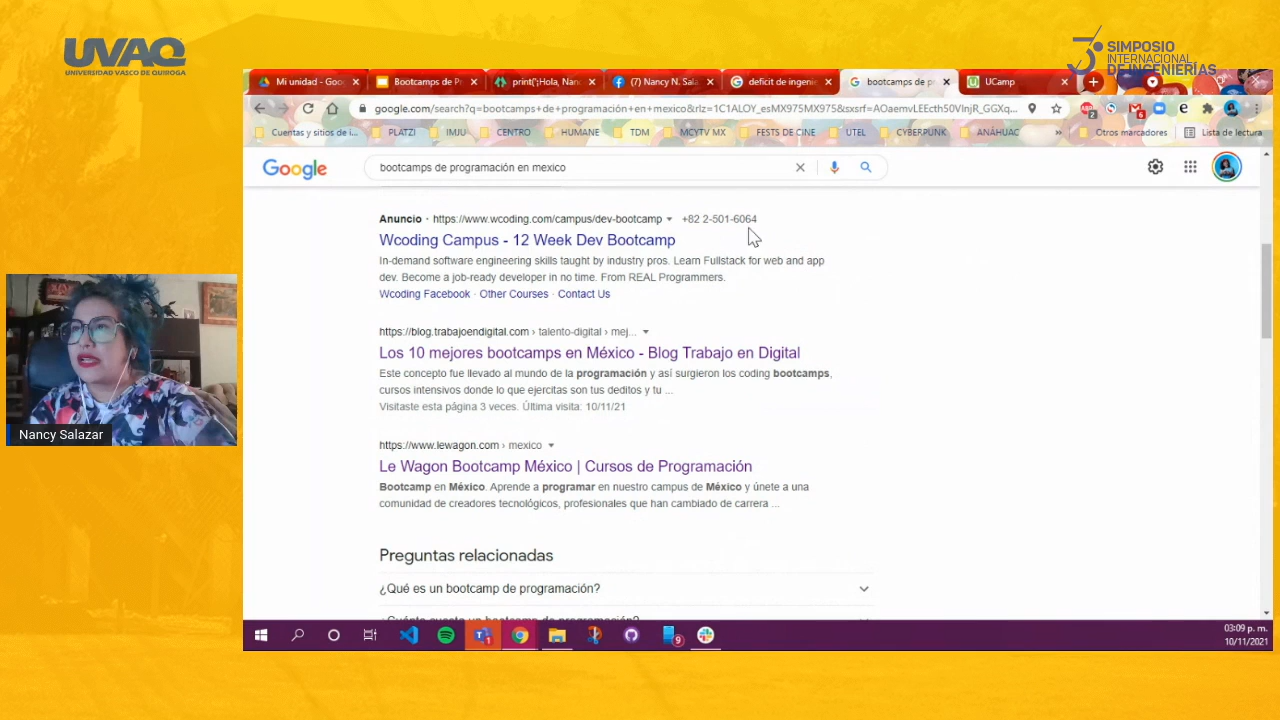 UVAQ
UNIVERSIDAD VASCO DE QUIROGA
3er SIMPOSIO
INTERNACIONAL
DE INGENIERÍAS
Mi unidad - Goo
Bootcamps de P
print("¡Hola, Nan
(7) Nancy N. Sala
deficit de ingenie
bootcamps de pr
UCamp
google.com/search?q=bootcamps+de+programación+en+mexico&rlz=1C1ALOY_esMX975MX975&sxsrf=AOaemvLEEcth50VlnjR_GGXq...
Cuentas y sitios de i...
PLATZI
IMJU
CENTRO
HUMANE
TDM
MCYTV MX
FESTS DE CINE
UTEL
CYBERPUNK
ANÁHUAC
»
Otros marcadores
Lista de lectura
Google
bootcamps de programación en mexico
Anuncio · https://www.wcoding.com/campus/dev-bootcamp +82 2-501-6064
Wcoding Campus - 12 Week Dev Bootcamp
In-demand software engineering skills taught by industry pros. Learn Fullstack for web and app
dev. Become a job-ready developer in no time. From REAL Programmers.
Wcoding Facebook · Other Courses · Contact Us
https://blog.trabajoendigital.com › talento-digital › mej...
Los 10 mejores bootcamps en México - Blog Trabajo en Digital
Este concepto fue llevado al mundo de la programación y así surgieron los coding bootcamps,
cursos intensivos donde lo que ejercitas son tus deditos y tu ...
Visitaste esta página 3 veces. Última visita: 10/11/21
https://www.lewagon.com › mexico
Le Wagon Bootcamp México | Cursos de Programación
Bootcamp en México. Aprende a programar en nuestro campus de México y únete a una
comunidad de creadores tecnológicos, profesionales que han cambiado de carrera ...
Preguntas relacionadas
¿Qué es un bootcamp de programación?
¿Cuánto cuesta un bootcamp de programación?
Nancy Salazar
03:09 p. m.
10/11/2021